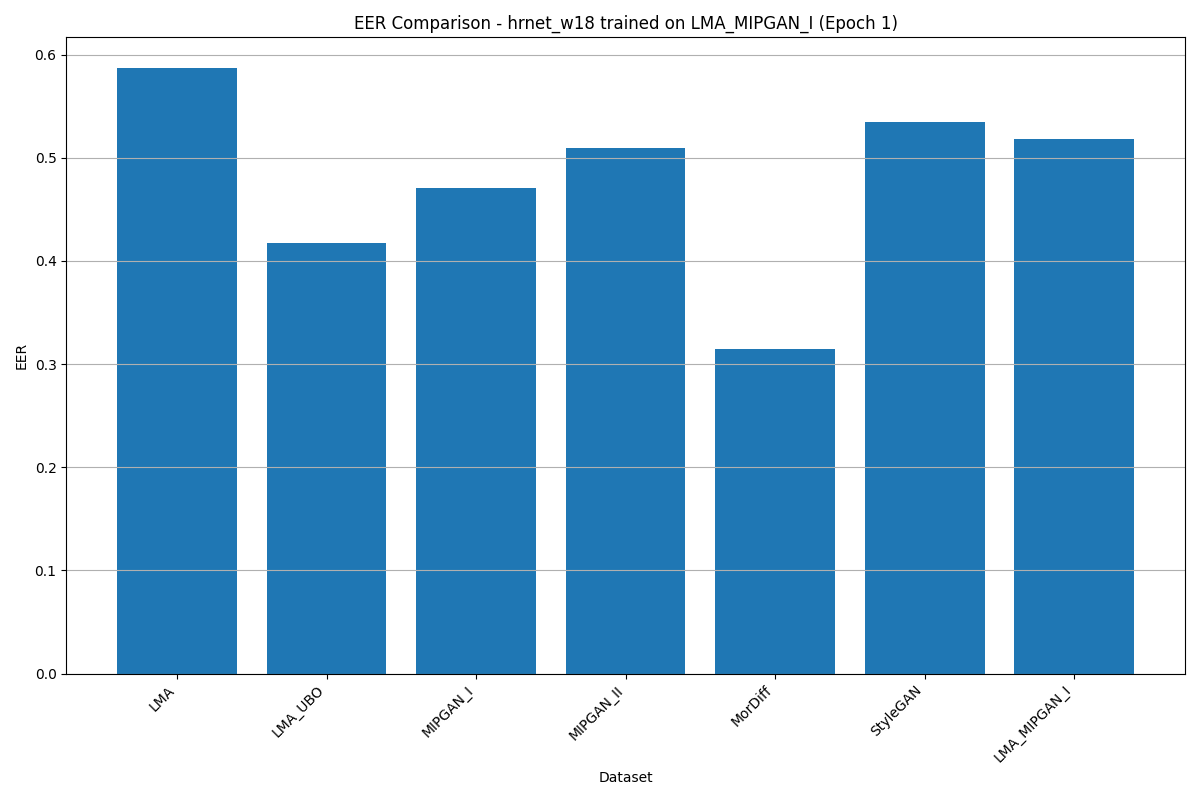 EER Comparison - hrnet_w18 trained on LMA_MIPGAN_I (Epoch 1)
0.6
0.5
0.4
0.3
0.2
0.1
0.0
EER
LMA
LMA_UBO
MIPGAN_I
MIPGAN_II
MorDiff
StyleGAN
LMA_MIPGAN_I
Dataset